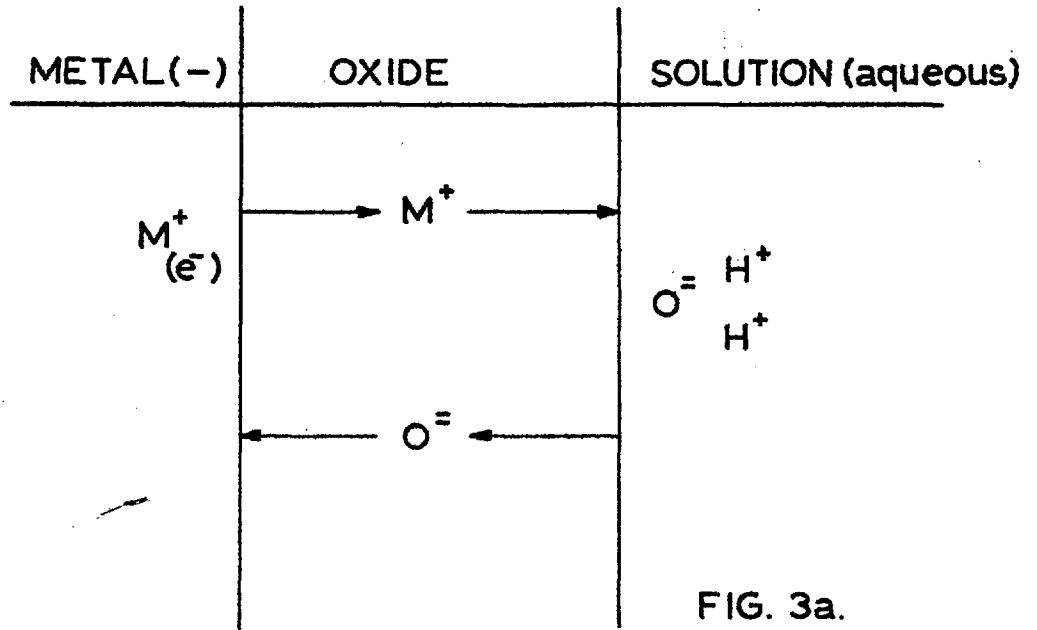 METAL(-) OXIDE SOLUTION (aqueous)
M⁺ M⁺
(e⁻)
O⁼ H⁺
H⁺
O⁼
FIG. 3a.